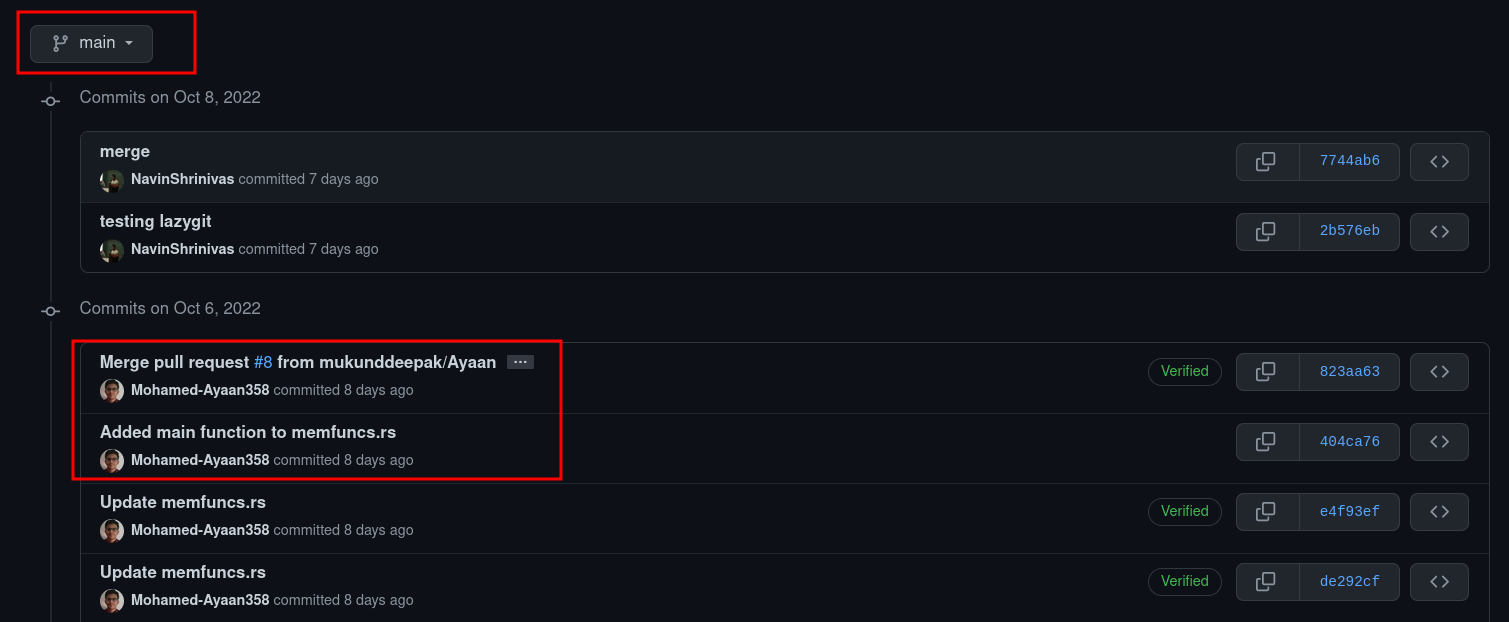 main
Commits on Oct 8, 2022
merge
NavinShrinivas committed 7 days ago
7744ab6
testing lazygit
NavinShrinivas committed 7 days ago
2b576eb
Commits on Oct 6, 2022
Merge pull request #8 from mukunddeepak/Ayaan ...
Mohamed-Ayaan358 committed 8 days ago
Verified
823aa63
Added main function to memfuncs.rs
Mohamed-Ayaan358 committed 8 days ago
404ca76
Update memfuncs.rs
Mohamed-Ayaan358 committed 8 days ago
Verified
e4f93ef
Update memfuncs.rs
Mohamed-Ayaan358 committed 8 days ago
Verified
de292cf